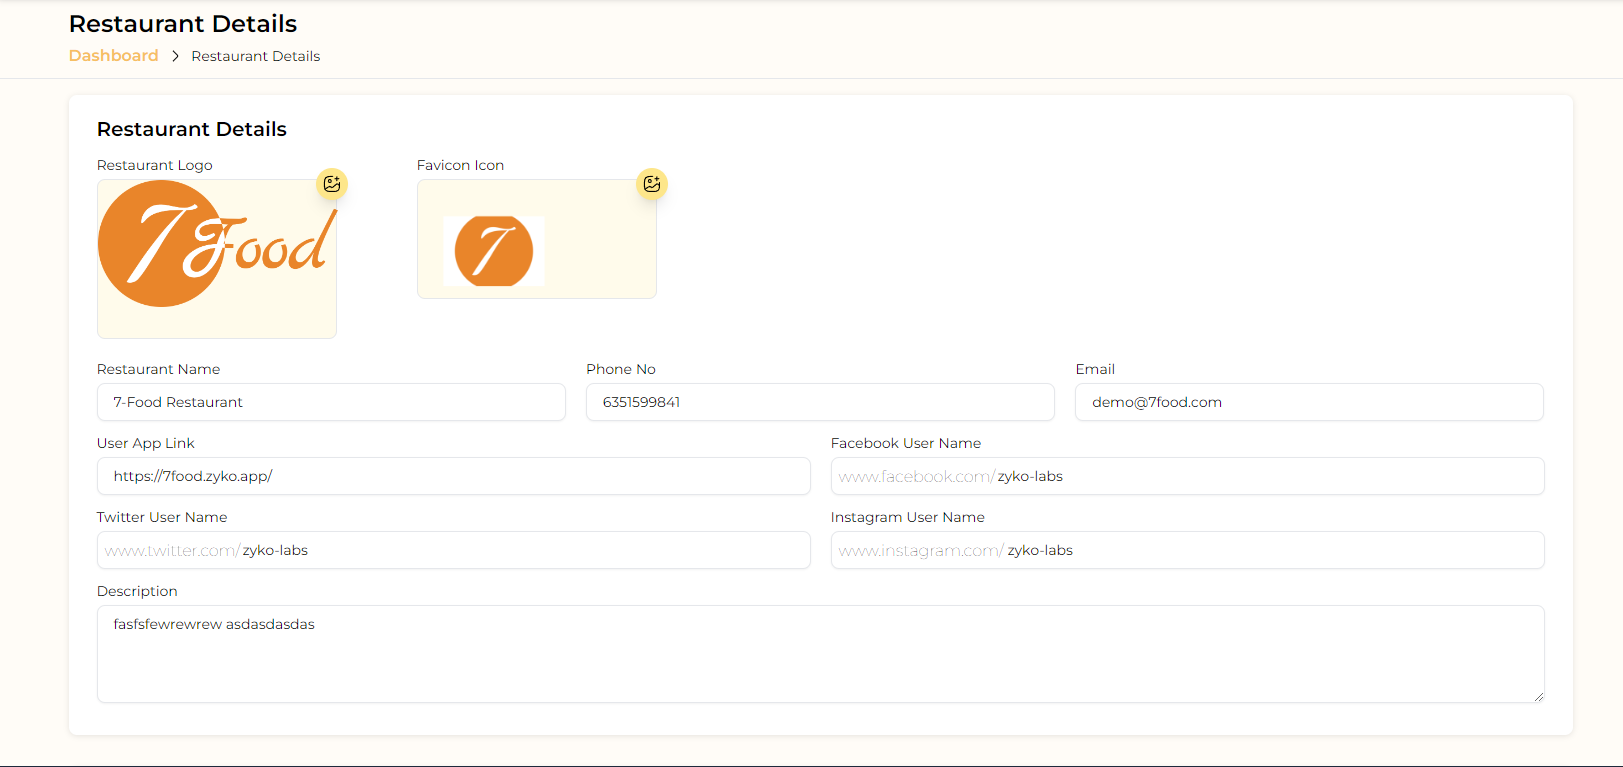 Restaurant Details
Dashboard > Restaurant Details
Restaurant Details
Restaurant Logo
Favicon Icon
7 Food
7
Restaurant Name
Phone No
Email
7-Food Restaurant
6351599841
demo@7food.com
User App Link
Facebook User Name
https://7food.zyko.app/
www.facebook.com/ zyko-labs
Twitter User Name
Instagram User Name
www.twitter.com/ zyko-labs
www.instagram.com/ zyko-labs
Description
fasfsfewrewrew asdasdasdas